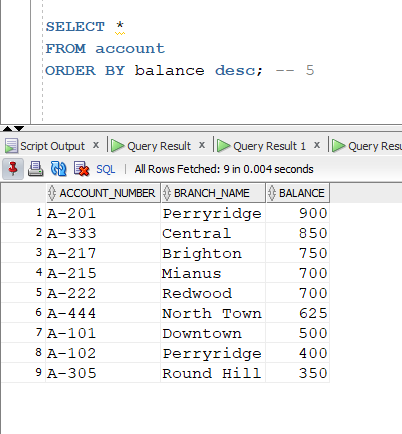 SELECT *
FROM account
ORDER BY balance desc; -- 5
Script Output x Query Result x Query Result 1 x Query Resu
SQL | All Rows Fetched: 9 in 0.004 seconds
ACCOUNT_NUMBER BRANCH_NAME BALANCE
1 A-201 Perryridge 900
2 A-333 Central 850
3 A-217 Brighton 750
4 A-215 Mianus 700
5 A-222 Redwood 700
6 A-444 North Town 625
7 A-101 Downtown 500
8 A-102 Perryridge 400
9 A-305 Round Hill 350